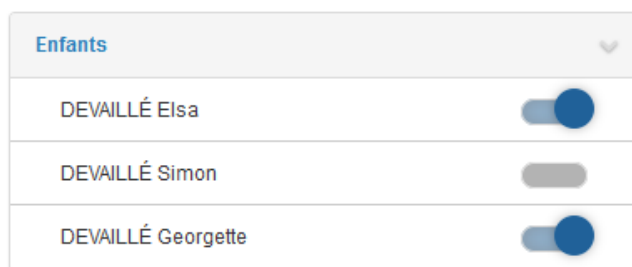 Enfants
DEVAILLÉ Elsa
DEVAILLÉ Simon
DEVAILLÉ Georgette